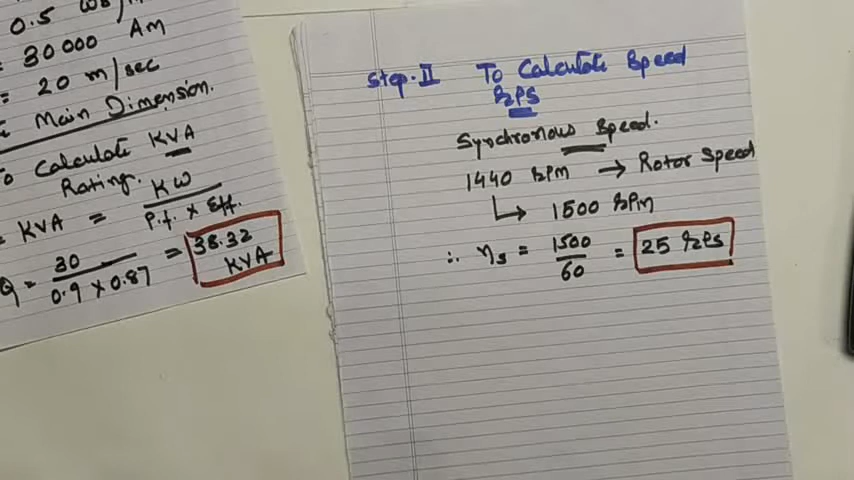 0.5 wb/m
= 30000 Am
= 20 m/sec
Main Dimension.
To Calculate KVA
Rating.
= KVA = KW
P.f. × Eff.
Q = 30
0.9 × 0.87
= 38.32
KVA
Step-II To Calculate Speed
rps
Synchronous Speed.
1440 rpm → Rotor Speed
↳ 1500 rpm
∴ ns = 1500
60
= 25 rps